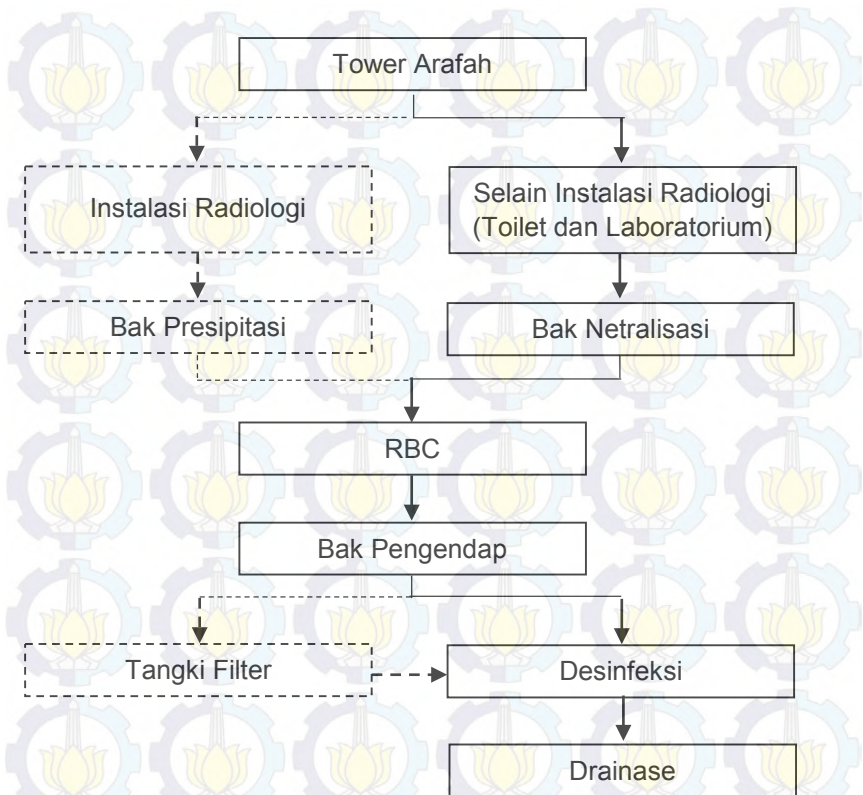 Tower Arafah
Instalasi Radiologi
Selain Instalasi Radiologi
(Toilet dan Laboratorium)
Bak Presipitasi
Bak Netralisasi
RBC
Bak Pengendap
Tangki Filter
Desinfeksi
Drainase